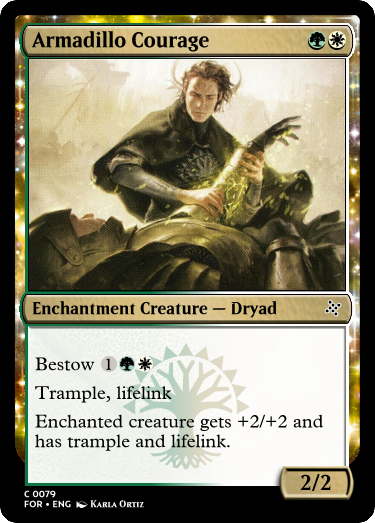 Armadillo Courage
Enchantment Creature — Dryad
Bestow 1
Trample, lifelink
Enchanted creature gets +2/+2 and
has trample and lifelink.
2/2
C 0079
FOR • ENG Karla Ortiz